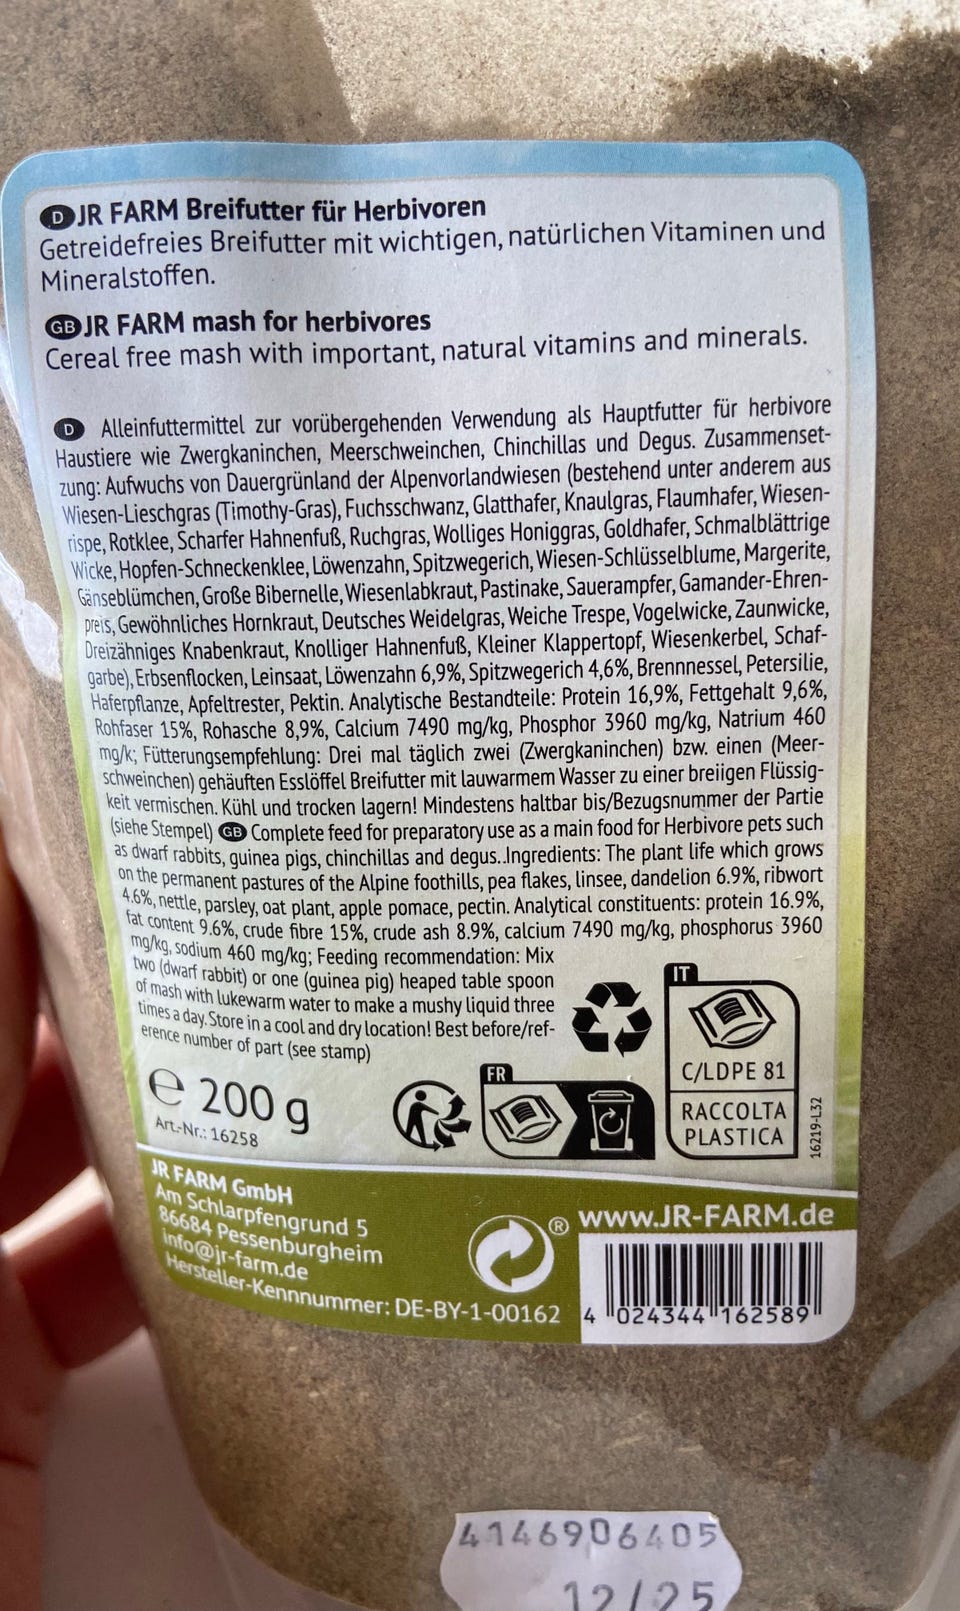 D JR FARM Breifutter für Herbivoren
Getreidefreies Breifutter mit wichtigen, natürlichen Vitaminen und
Mineralstoffen.
GB JR FARM mash for herbivores
Cereal free mash with important, natural vitamins and minerals.
D Alleinfuttermittel zur vorübergehenden Verwendung als Hauptfutter für herbivore
Haustiere wie Zwergkaninchen, Meerschweinchen, Chinchillas und Degus. Zusammenset-
zung: Aufwuchs von Dauergrünland der Alpenvorlandwiesen (bestehend unter anderem aus
Wiesen-Lieschgras (Timothy-Gras), Fuchsschwanz, Glatthafer, Knaulgras, Flaumhafer, Wiesen-
rispe, Rotklee, Scharfer Hahnenfuß, Ruchgras, Wolliges Honiggras, Goldhafer, Schmalblättrige
Wicke, Hopfen-Schneckenklee, Löwenzahn, Spitzwegerich, Wiesen-Schlüsselblume, Margerite,
Gänseblümchen, Große Bibernelle, Wiesenlabkraut, Pastinake, Sauerampfer, Gamander-Ehren-
preis, Gewöhnliches Hornkraut, Deutsches Weidelgras, Weiche Trespe, Vogelwicke, Zaunwicke,
Dreizähniges Knabenkraut, Knolliger Hahnenfuß, Kleiner Klappertopf, Wiesenkerbel, Schaf-
garbe), Erbsenflocken, Leinsaat, Löwenzahn 6,9%, Spitzwegerich 4,6%, Brennnessel, Petersilie,
Haferpflanze, Apfeltrester, Pektin. Analytische Bestandteile: Protein 16,9%, Fettgehalt 9,6%,
Rohfaser 15%, Rohasche 8,9%, Calcium 7490 mg/kg, Phosphor 3960 mg/kg, Natrium 460
mg/k; Fütterungsempfehlung: Drei mal täglich zwei (Zwergkaninchen) bzw. einen (Meer-
schweinchen) gehäuften Esslöffel Breifutter mit lauwarmem Wasser zu einer breiigen Flüssig-
keit vermischen. Kühl und trocken lagern! Mindestens haltbar bis/Bezugsnummer der Partie
(siehe Stempel) GB Complete feed for preparatory use as a main food for Herbivore pets such
as dwarf rabbits, guinea pigs, chinchillas and degus..Ingredients: The plant life which grows
on the permanent pastures of the Alpine foothills, pea flakes, linsee, dandelion 6.9%, ribwort
4.6%, nettle, parsley, oat plant, apple pomace, pectin. Analytical constituents: protein 16.9%,
fat content 9.6%, crude fibre 15%, crude ash 8.9%, calcium 7490 mg/kg, phosphorus 3960
mg/kg, sodium 460 mg/kg; Feeding recommendation: Mix
two (dwarf rabbit) or one (guinea pig) heaped table spoon
of mash with lukewarm water to make a mushy liquid three
times a day. Store in a cool and dry location! Best before/ref-
erence number of part (see stamp)
IT
C/LDPE 81
RACCOLTA
PLASTICA
FR
16219-L32
e 200 g
Art.-Nr.: 16258
JR FARM GmbH
Am Schlarpfengrund 5
86684 Pessenburgheim
info@jr-farm.de
Hersteller-Kennnummer: DE-BY-1-00162
® www.JR-FARM.de
4 024344 162589
4146906405
12/25